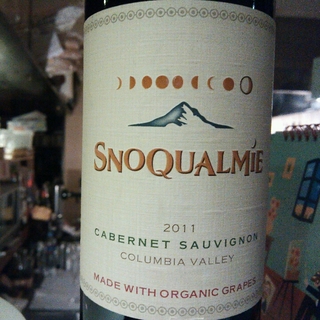 SNOQUALMIE
2011
CABERNET SAUVIGNON
COLUMBIA VALLEY
MADE WITH ORGANIC GRAPES